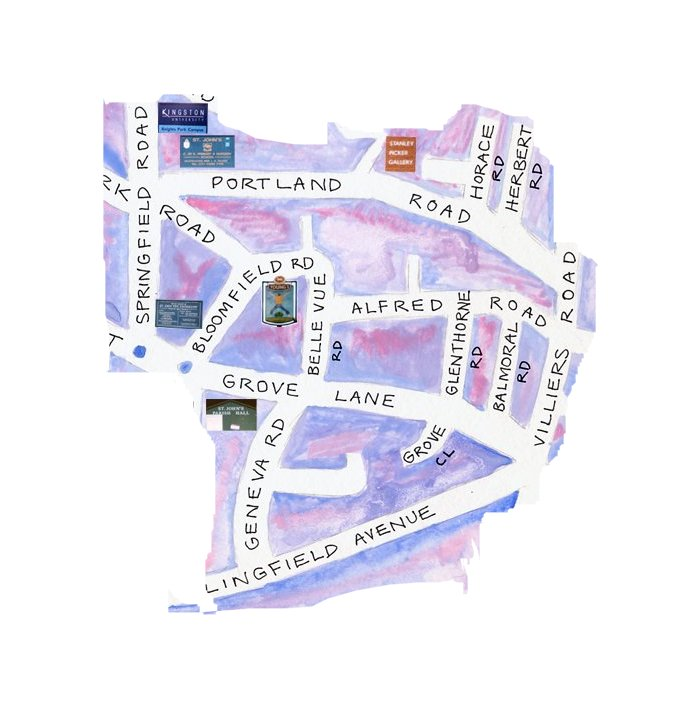 C
KINGSTON
UNIVERSITY
Knights Park Campus
ST. JOHN'S
STANLEY
PICKER
GALLERY
HORACE
RD
HERBERT
RD
PORTLAND
ROAD
RK
ROAD
SPRINGFIELD ROAD
BLOOMFIELD RD
YOUNG'S
BELLE VUE
RD
ALFRED ROAD
GLENTHORNE
RD
BALMORAL
RD
VILLIERS ROAD
T
GROVE LANE
ST. JOHN'S
PARISH HALL
GENEVA RD
GROVE
CL
LINGFIELD AVENUE